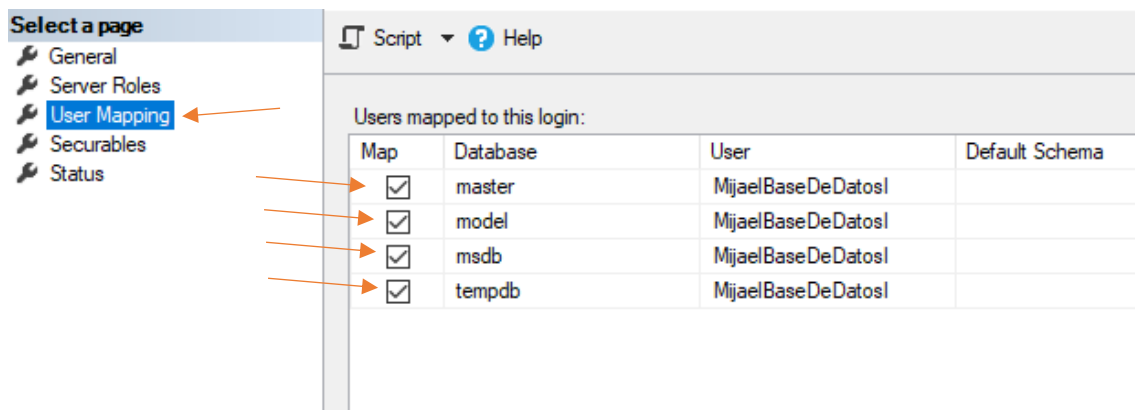 Select a page
General
Server Roles
User Mapping
Securables
Status
Script Help
Users mapped to this login:
Map Database User Default Schema
master MijaelBaseDeDatosI
model MijaelBaseDeDatosI
msdb MijaelBaseDeDatosI
tempdb MijaelBaseDeDatosI